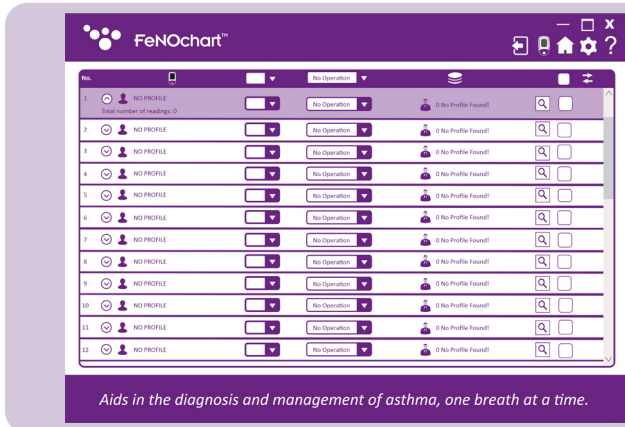 FeNOchart™
No. No Operation
1 NO PROFILE No Operation 0 No Profile Found!
Total number of readings: 0
2 NO PROFILE No Operation 0 No Profile Found!
3 NO PROFILE No Operation 0 No Profile Found!
4 NO PROFILE No Operation 0 No Profile Found!
5 NO PROFILE No Operation 0 No Profile Found!
6 NO PROFILE No Operation 0 No Profile Found!
7 NO PROFILE No Operation 0 No Profile Found!
8 NO PROFILE No Operation 0 No Profile Found!
9 NO PROFILE No Operation 0 No Profile Found!
10 NO PROFILE No Operation 0 No Profile Found!
11 NO PROFILE No Operation 0 No Profile Found!
12 NO PROFILE No Operation 0 No Profile Found!
Aids in the diagnosis and management of asthma, one breath at a time.